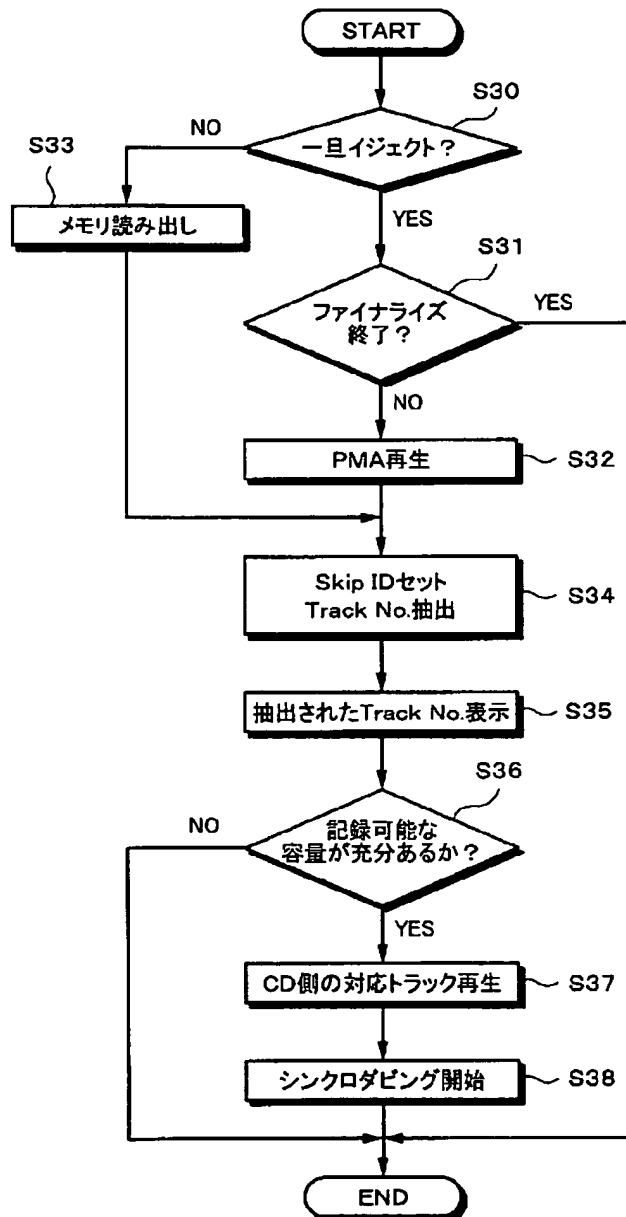 START
S30
NO
S33
一旦イジェクト?
メモリ読み出し
YES
S31
YES
ファイナライズ
終了?
NO
PMA再生
S32
Skip IDセット
Track No.抽出
S34
抽出されたTrack No.表示
S35
S36
NO
記録可能な
容量が充分あるか?
YES
CD側の対応トラック再生
S37
シンクロダビング開始
S38
END